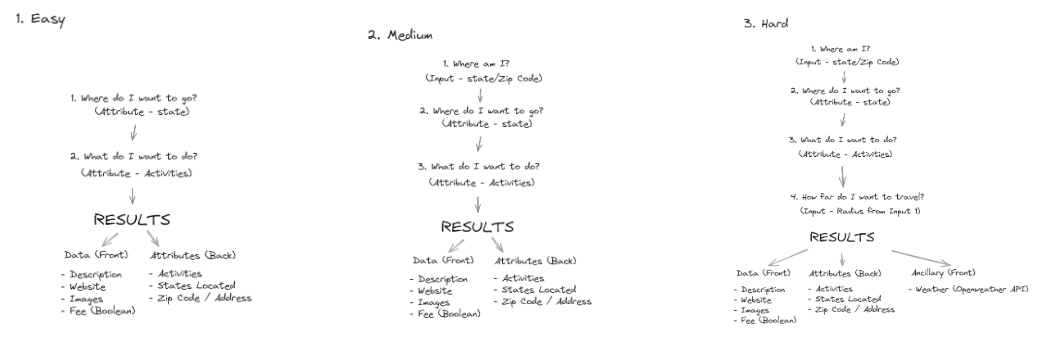 1. Easy
1. Where do I want to go?
(Attribute - state)
2. What do I want to do?
(Attribute - Activities)
RESULTS
Data (Front)
- Description
- Website
- Images
- Fee (Boolean)
Attributes (Back)
- Activities
- States Located
- Zip Code / Address
2. Medium
1. Where am I?
(Input - state/Zip Code)
2. Where do I want to go?
(Attribute - state)
3. What do I want to do?
(Attribute - Activities)
RESULTS
Data (Front)
- Description
- Website
- Images
- Fee (Boolean)
Attributes (Back)
- Activities
- States Located
- Zip Code / Address
3. Hard
1. Where am I?
(Input - state/Zip Code)
2. Where do I want to go?
(Attribute - state)
3. What do I want to do?
(Attribute - Activities)
4. How far do I want to travel?
(Input - Radius from Input 1)
RESULTS
Data (Front)
- Description
- Website
- Images
- Fee (Boolean)
Attributes (Back)
- Activities
- States Located
- Zip Code / Address
Ancillary (Front)
- Weather (Openweather API)